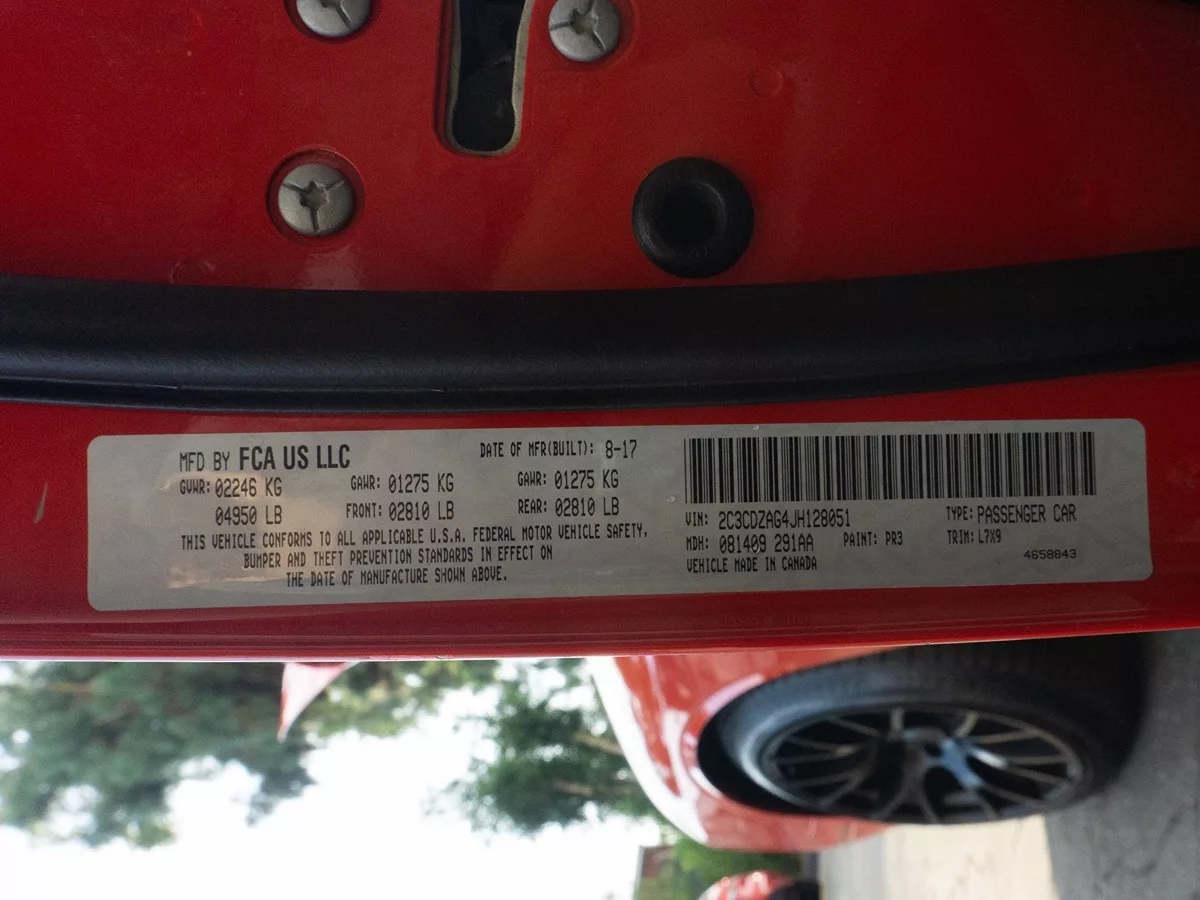 MFD BY FCA US LLC DATE OF MFR(BUILT): 8-17
GVWR: 02246 KG GAWR: 01275 KG GAWR: 01275 KG
04950 LB FRONT: 02810 LB REAR: 02810 LB
THIS VEHICLE CONFORMS TO ALL APPLICABLE U.S.A. FEDERAL MOTOR VEHICLE SAFETY,
BUMPER AND THEFT PREVENTION STANDARDS IN EFFECT ON
THE DATE OF MANUFACTURE SHOWN ABOVE.
VIN: 2C3CDZAG4JH128051 TYPE: PASSENGER CAR
MDH: 081409 291AA PAINT: PR3 TRIM: L7X9
VEHICLE MADE IN CANADA 4658843